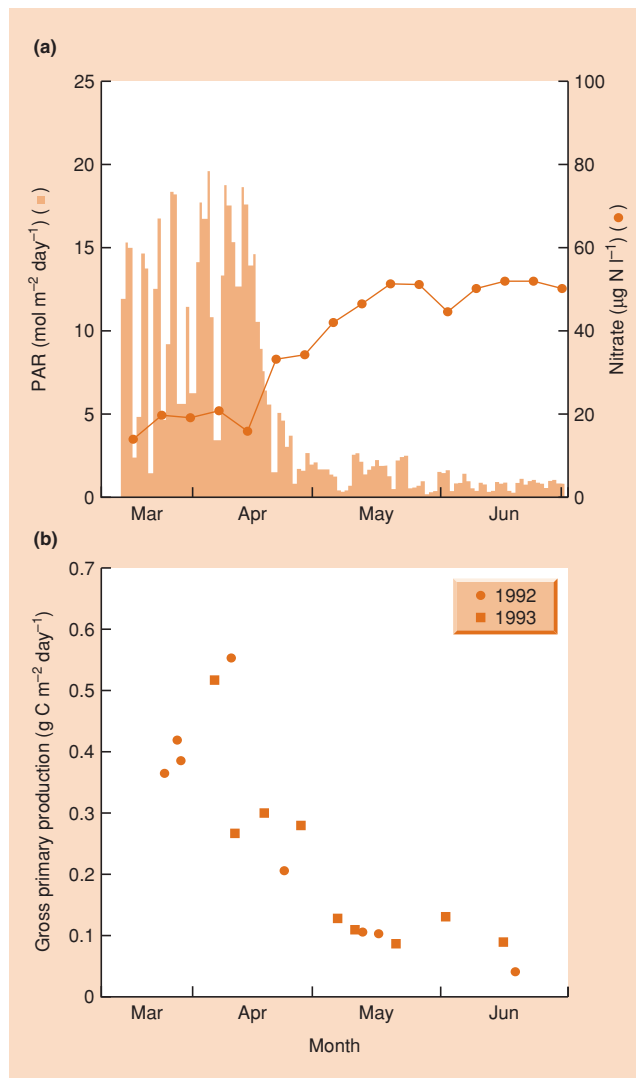 (a)
25
20
15
10
5
0
PAR (mol m⁻² day⁻¹) (■)
100
80
60
40
20
0
Nitrate (µg N l⁻¹) (●)
Mar Apr May Jun
(b)
0.7
0.6
0.5
0.4
0.3
0.2
0.1
0
Gross primary production (g C m⁻² day⁻¹)
● 1992
■ 1993
Mar Apr May Jun
Month